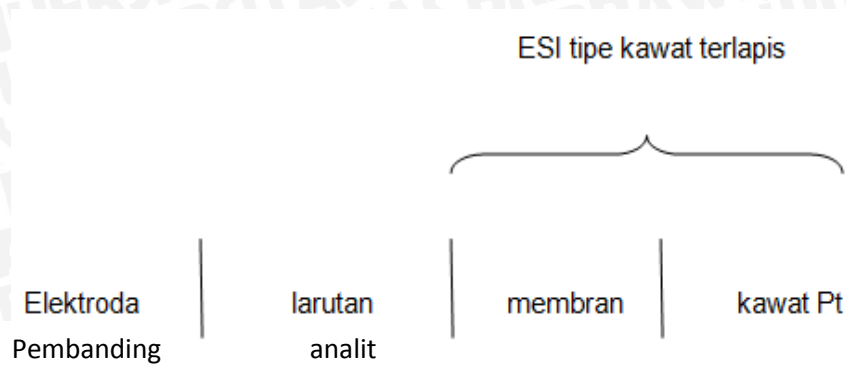 ESI tipe kawat terlapis
Elektroda larutan membran kawat Pt
Pembanding analit